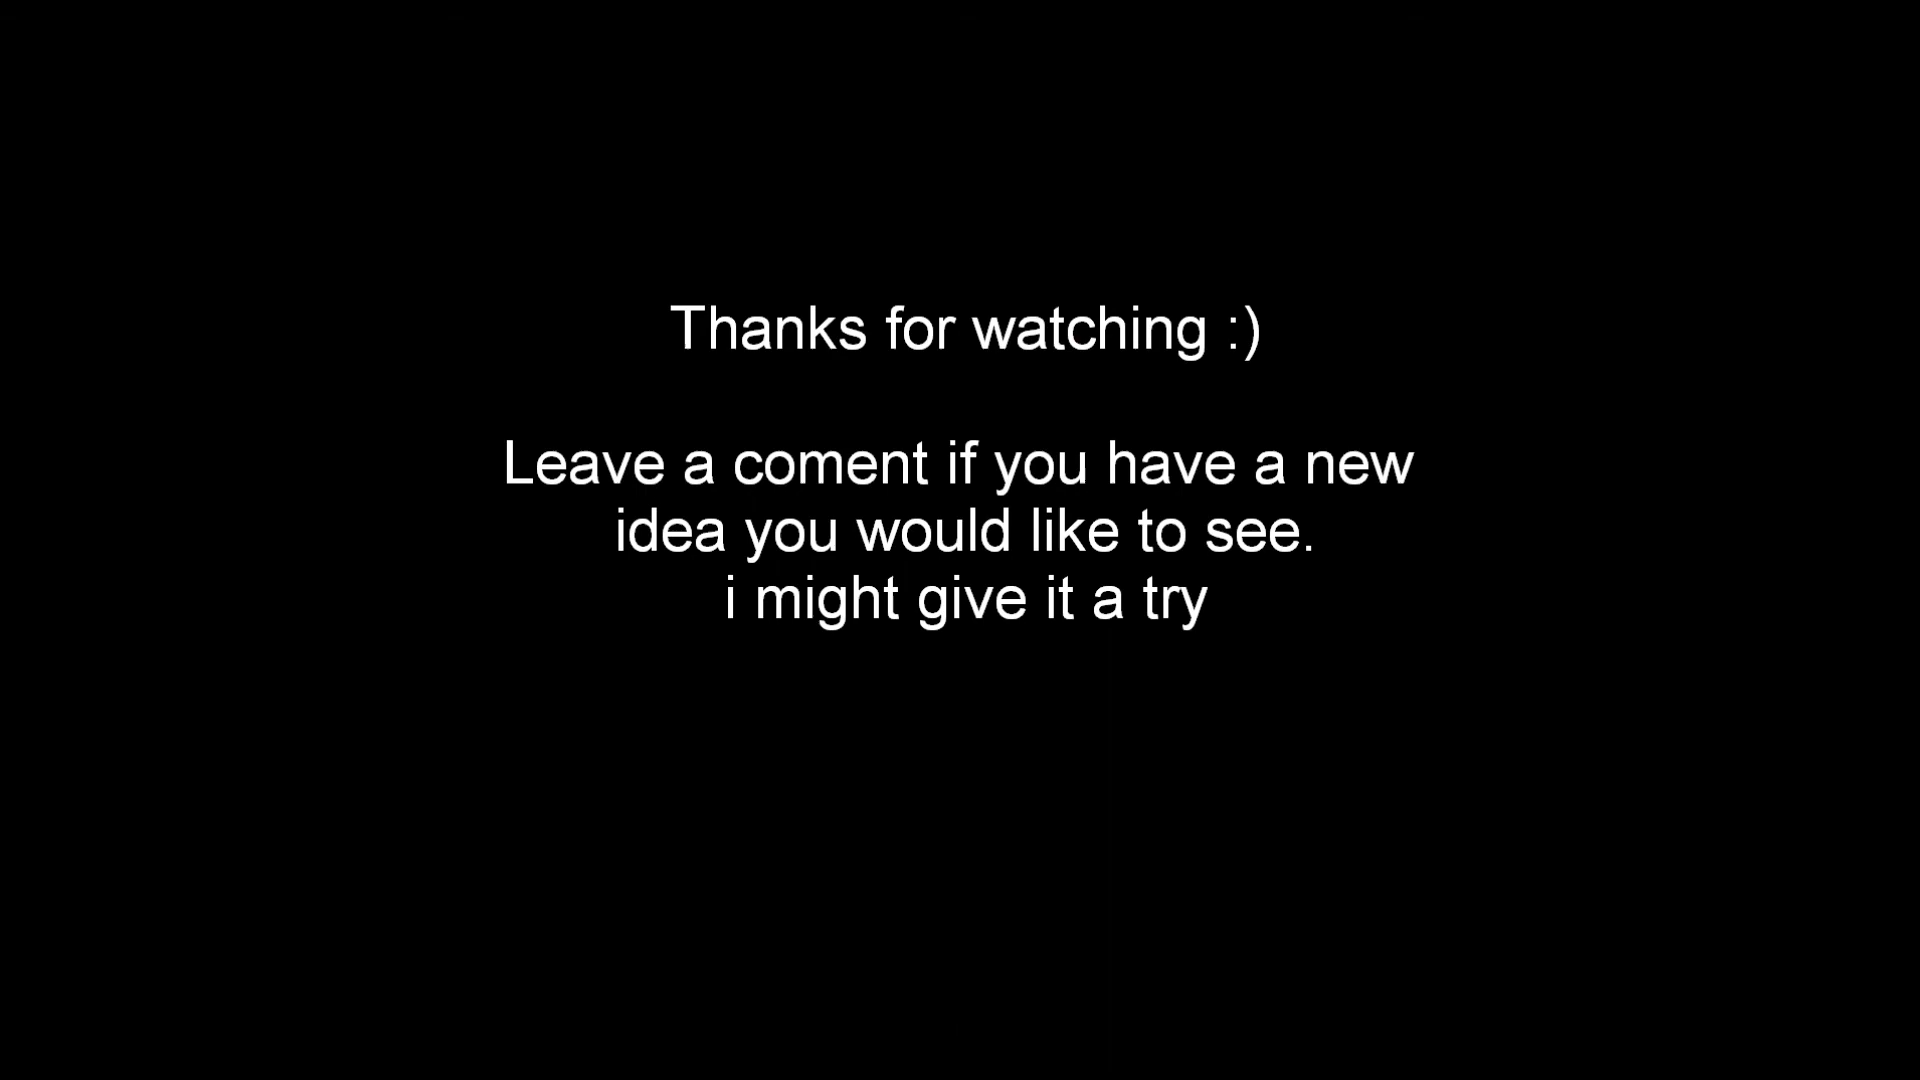 Thanks for watching :)
Leave a coment if you have a new
idea you would like to see.
i might give it a try